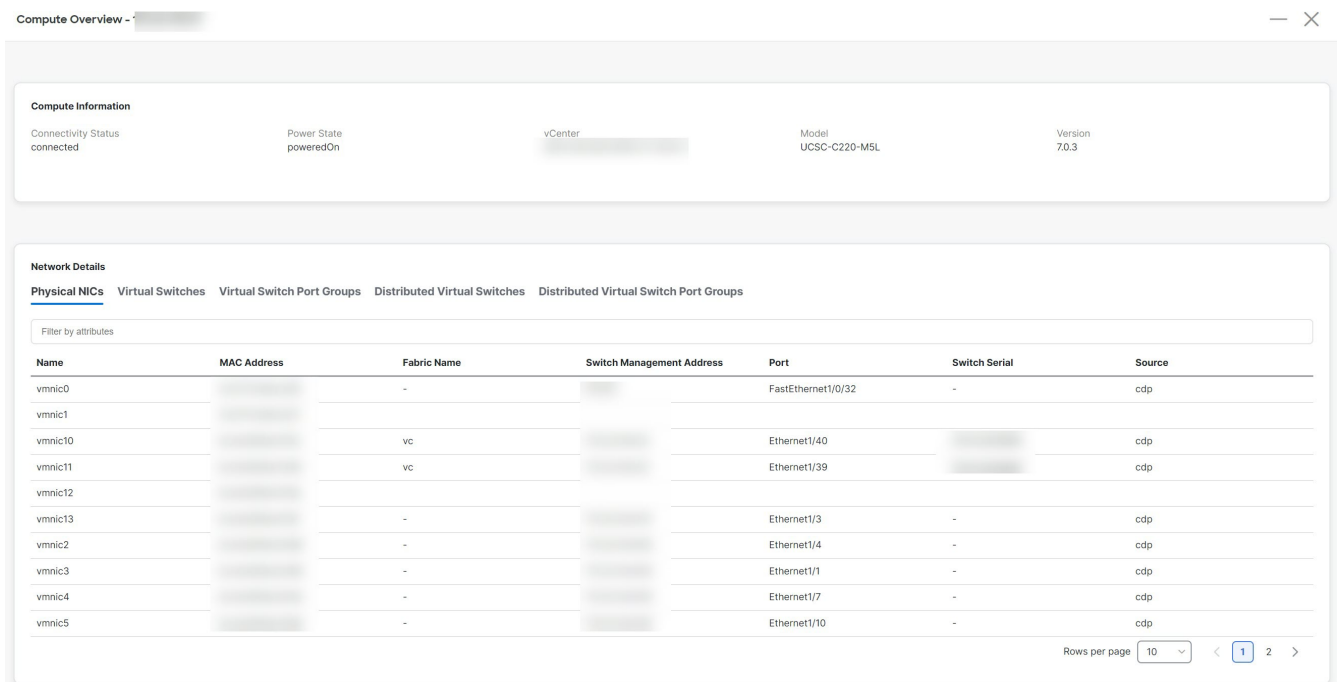 Compute Overview -
Compute Information
Connectivity Status Power State vCenter Model Version
connected poweredOn UCSC-C220-M5L 7.0.3
Network Details
Physical NICs Virtual Switches Virtual Switch Port Groups Distributed Virtual Switches Distributed Virtual Switch Port Groups
Filter by attributes
Name MAC Address Fabric Name Switch Management Address Port Switch Serial Source
vmnic0 - FastEthernet1/0/32 - cdp
vmnic1
vmnic10 vc Ethernet1/40 cdp
vmnic11 vc Ethernet1/39 cdp
vmnic12
vmnic13 - Ethernet1/3 - cdp
vmnic2 - Ethernet1/4 - cdp
vmnic3 - Ethernet1/1 - cdp
vmnic4 - Ethernet1/7 - cdp
vmnic5 - Ethernet1/10 - cdp
Rows per page 10 1 2